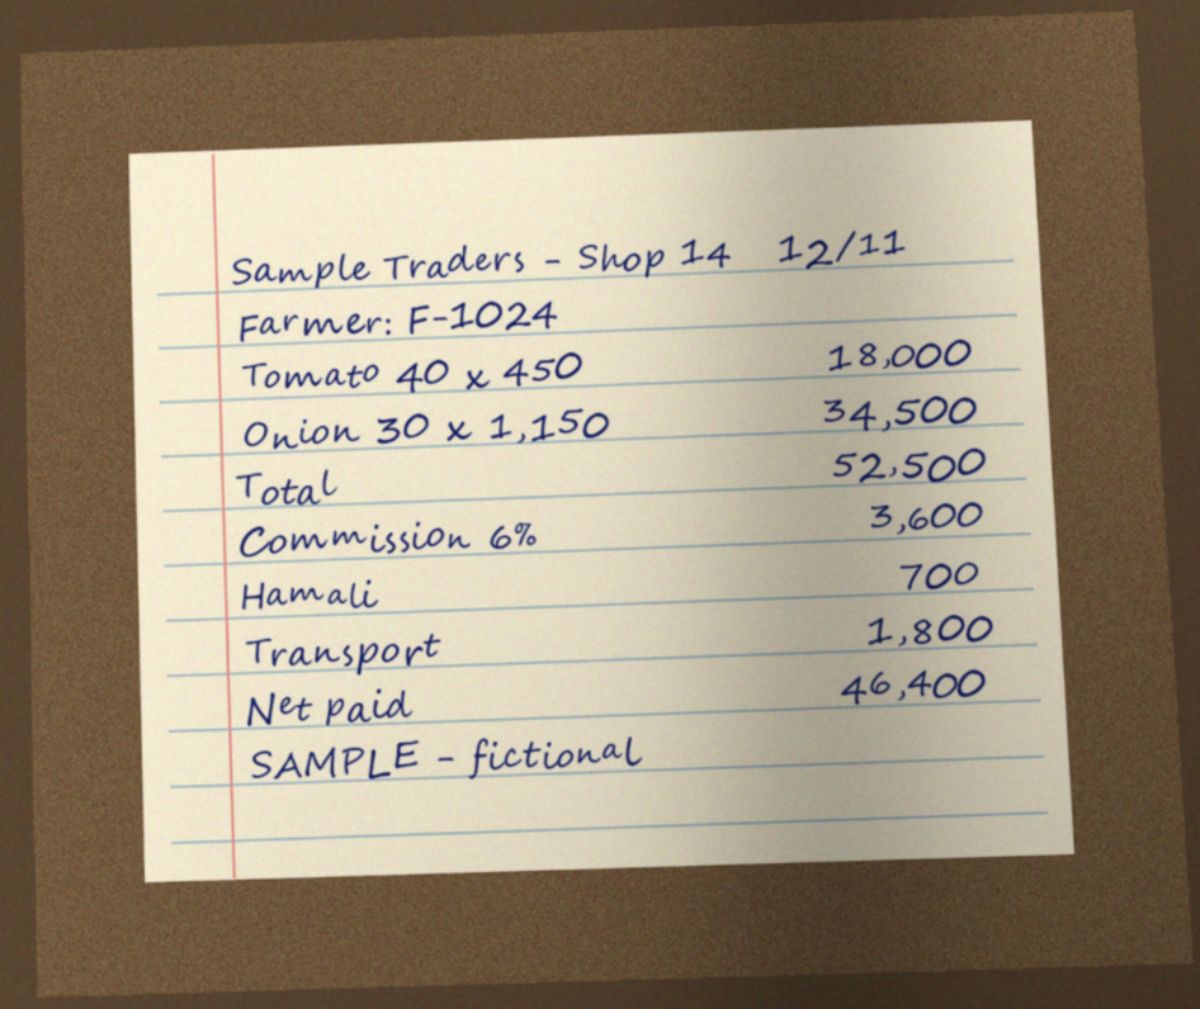 Sample Traders - Shop 14 12/11
Farmer: F-1024
Tomato 40 x 450 18,000
Onion 30 x 1,150 34,500
Total 52,500
Commission 6% 3,600
Hamali 700
Transport 1,800
Net paid 46,400
SAMPLE - fictional